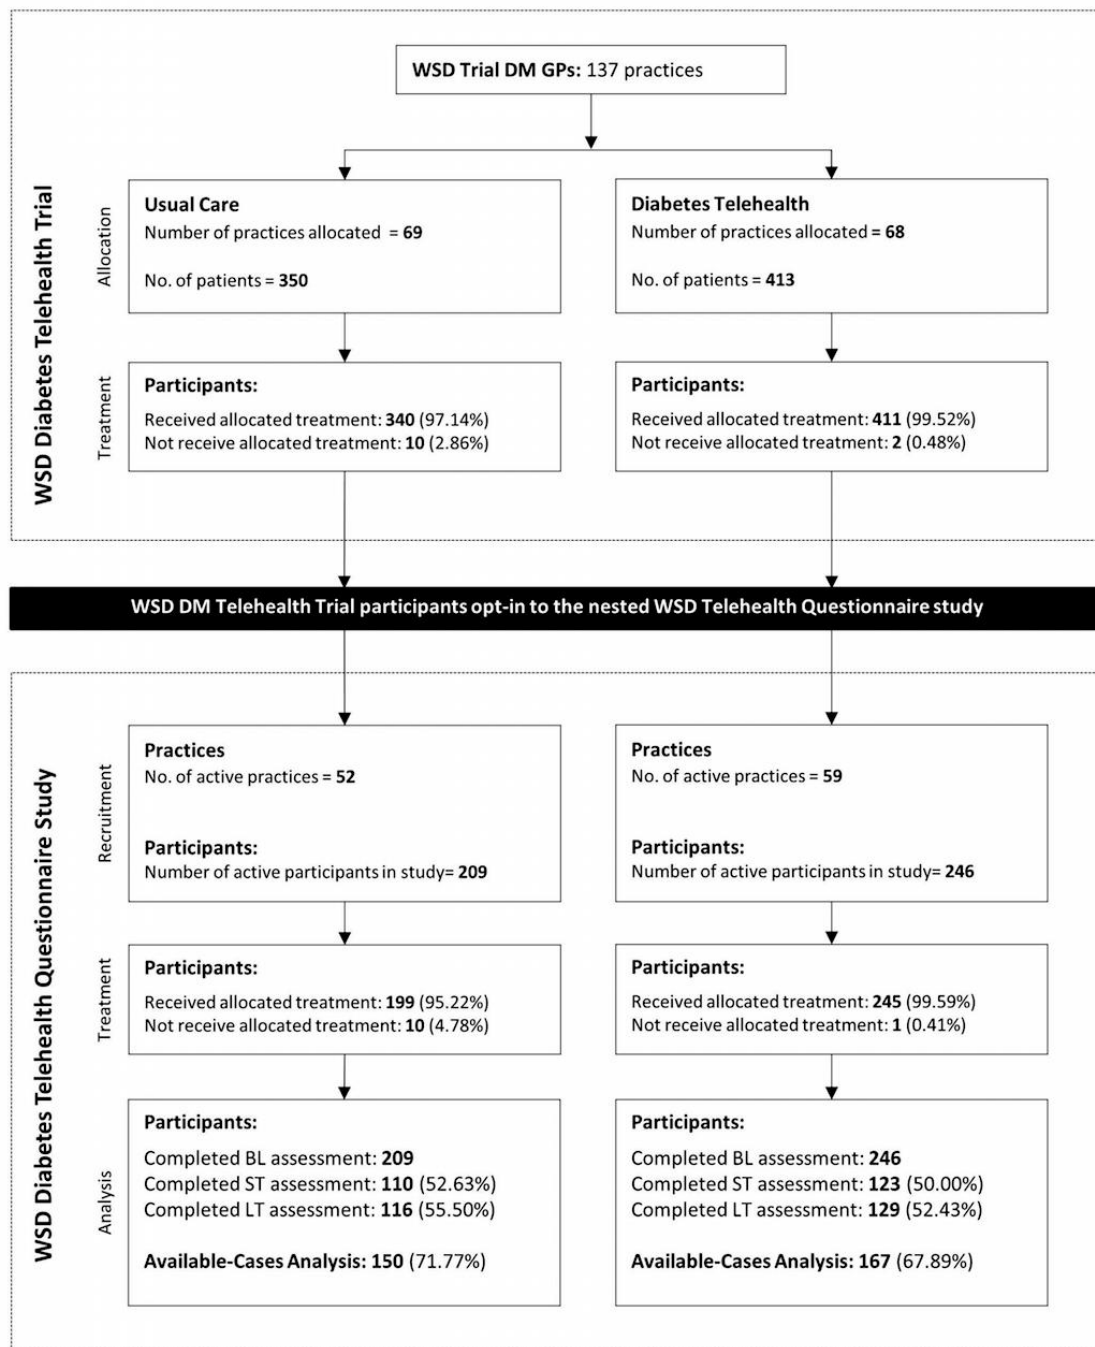 WSD Trial DM GPs: 137 practices
WSD Diabetes Telehealth Trial
Allocation
Usual Care
Number of practices allocated = 69
No. of patients = 350
Diabetes Telehealth
Number of practices allocated = 68
No. of patients = 413
Treatment
Participants:
Received allocated treatment: 340 (97.14%)
Not receive allocated treatment: 10 (2.86%)
Participants:
Received allocated treatment: 411 (99.52%)
Not receive allocated treatment: 2 (0.48%)
WSD DM Telehealth Trial participants opt-in to the nested WSD Telehealth Questionnaire study
WSD Diabetes Telehealth Questionnaire Study
Recruitment
Practices
No. of active practices = 52
Participants:
Number of active participants in study= 209
Practices
No. of active practices = 59
Participants:
Number of active participants in study= 246
Treatment
Participants:
Received allocated treatment: 199 (95.22%)
Not receive allocated treatment: 10 (4.78%)
Participants:
Received allocated treatment: 245 (99.59%)
Not receive allocated treatment: 1 (0.41%)
Analysis
Participants:
Completed BL assessment: 209
Completed ST assessment: 110 (52.63%)
Completed LT assessment: 116 (55.50%)
Available-Cases Analysis: 150 (71.77%)
Participants:
Completed BL assessment: 246
Completed ST assessment: 123 (50.00%)
Completed LT assessment: 129 (52.43%)
Available-Cases Analysis: 167 (67.89%)